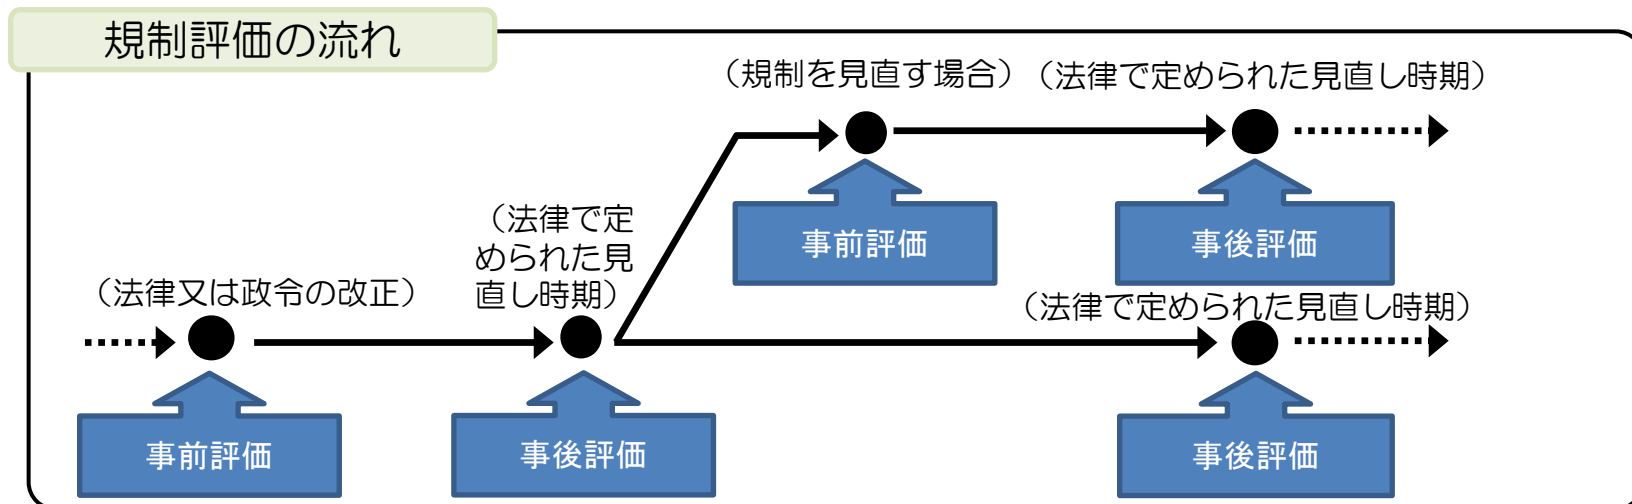 規制評価の流れ
（規制を見直す場合）
（法律で定められた見直し時期）
事前評価
事後評価
（法律又は政令の改正）
（法律で定
められた見
直し時期）
（法律で定められた見直し時期）
事前評価
事後評価
事後評価